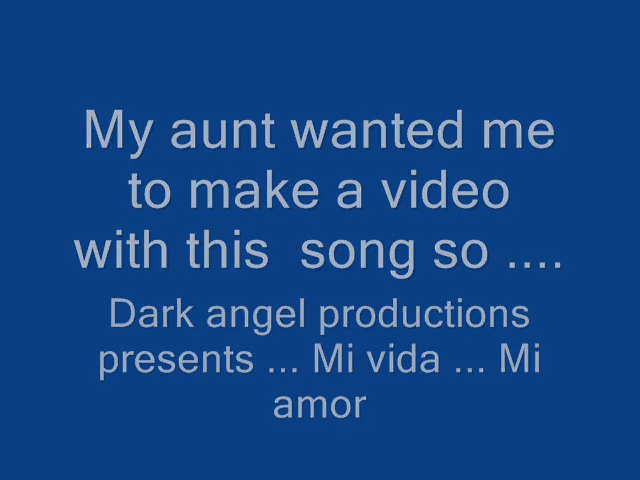 My aunt wanted me
to make a video
with this  song so ....
Dark angel productions
presents ... Mi vida ... Mi
amor